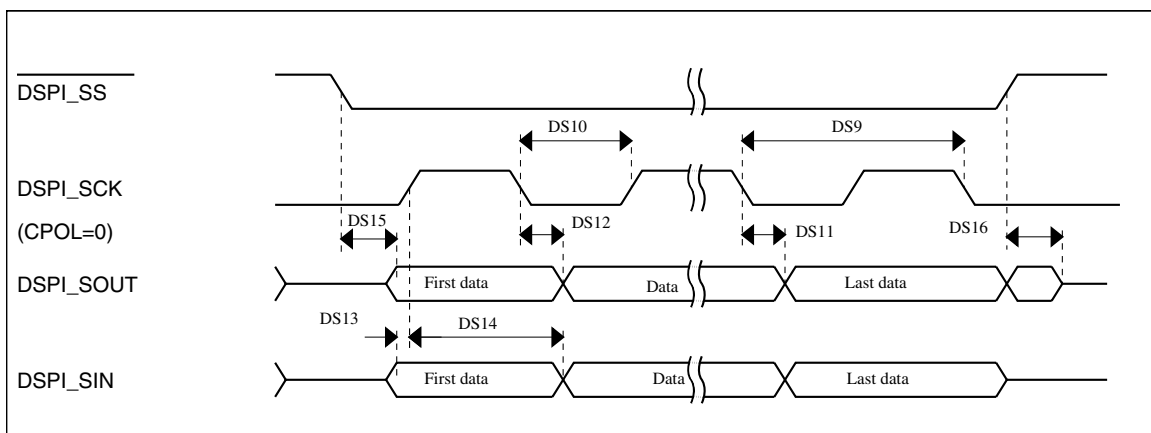 DSPI_SS
DS10
DS9
DSPI_SCK
(CPOL=0)
DS15
DS12
DS11
DS16
DSPI_SOUT
First data
Data
Last data
DS13
DS14
DSPI_SIN
First data
Data
Last data